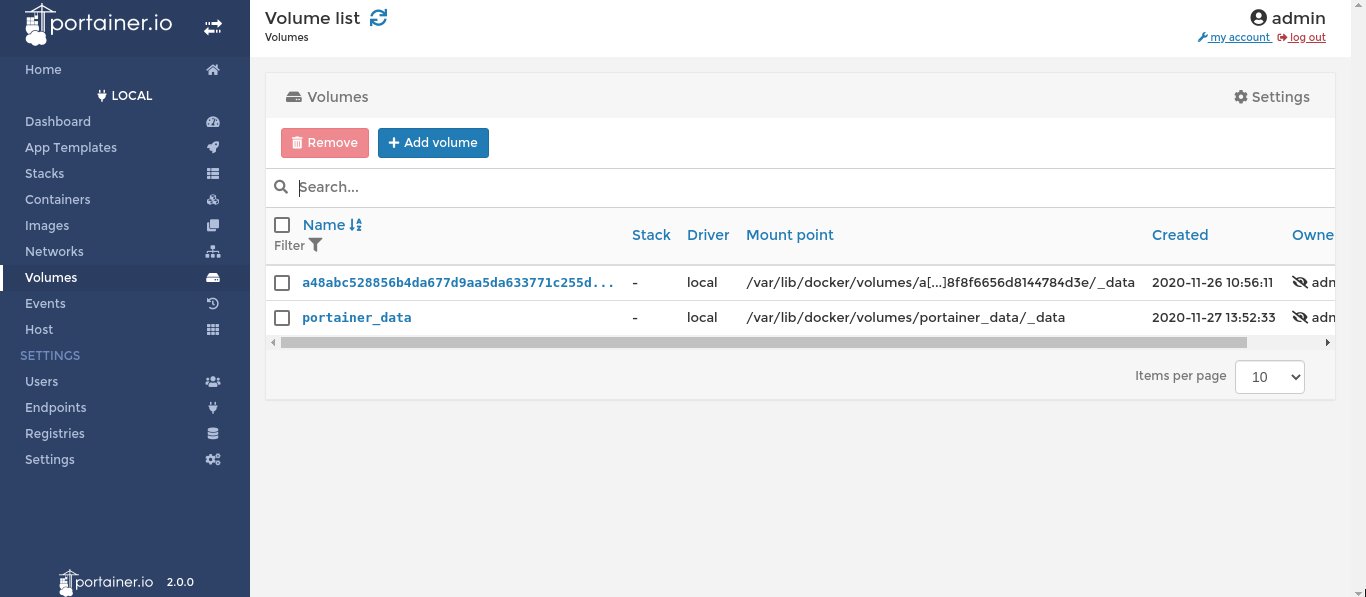 portainer.io
Volume list
Volumes
admin
my account log out
Home
LOCAL
Dashboard
App Templates
Stacks
Containers
Images
Networks
Volumes
Events
Host
SETTINGS
Users
Endpoints
Registries
Settings
portainer.io 2.0.0
Volumes Settings
Remove Add volume
Search...
Name
Filter
Stack Driver Mount point Created Owne
a48abc528856b4da677d9aa5da633771c255d... - local /var/lib/docker/volumes/a[...]8f8f6656d8144784d3e/_data 2020-11-26 10:56:11 adn
portainer_data - local /var/lib/docker/volumes/portainer_data/_data 2020-11-27 13:52:33 adn
Items per page 10